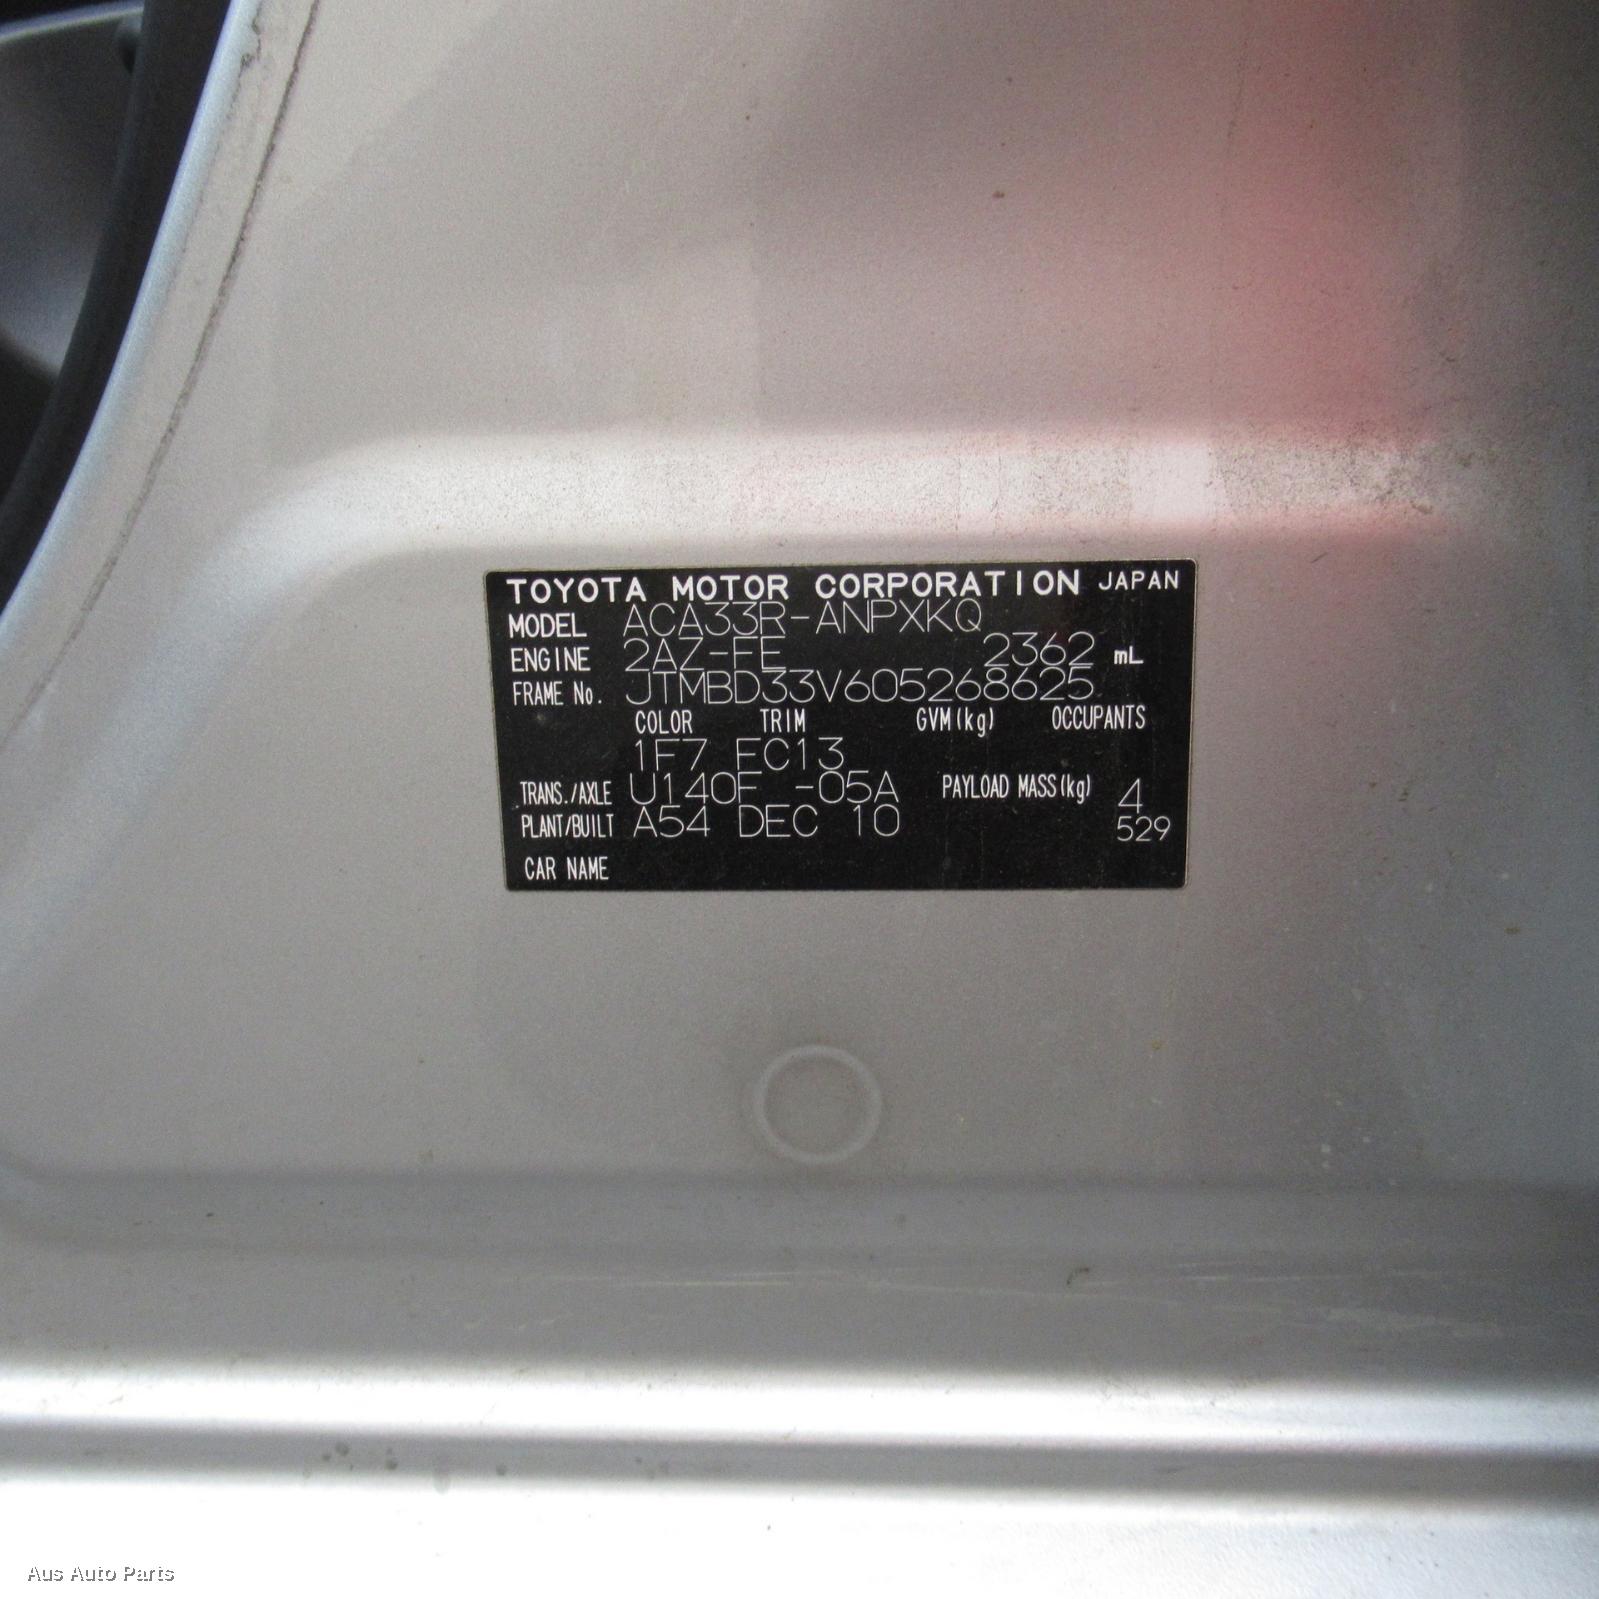 TOYOTA MOTOR CORPORATION JAPAN
MODEL ACA33R-ANPXKQ
ENGINE 2AZ-FE 2362 mL
FRAME No. JTMBD33V605268625
COLOR TRIM GVM(kg) OCCUPANTS
1F7 FC13
TRANS./AXLE U140F -05A PAYLOAD MASS(kg) 4
PLANT/BUILT A54 DEC 10 529
CAR NAME
Aus Auto Parts